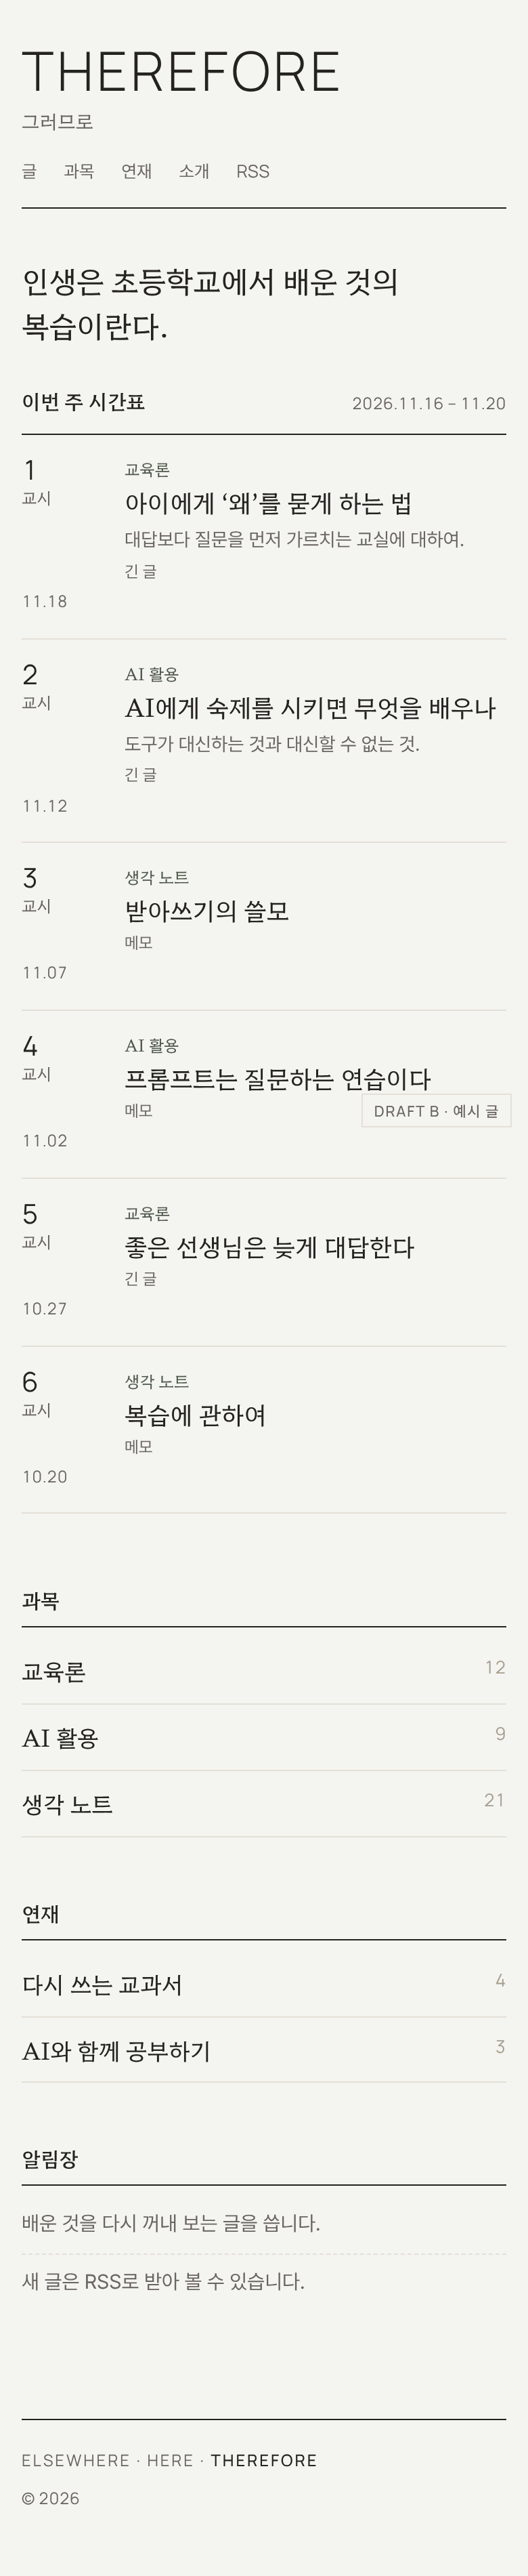 THEREFORE
그러므로
글 과목 연재 소개 RSS
인생은 초등학교에서 배운 것의
복습이란다.
이번 주 시간표 2026.11.16 – 11.20
1
교시
교육론
아이에게 ‘왜’를 묻게 하는 법
대답보다 질문을 먼저 가르치는 교실에 대하여.
긴 글
11.18
2
교시
AI 활용
AI에게 숙제를 시키면 무엇을 배우나
도구가 대신하는 것과 대신할 수 없는 것.
긴 글
11.12
3
교시
생각 노트
받아쓰기의 쓸모
메모
11.07
4
교시
AI 활용
프롬프트는 질문하는 연습이다
메모
DRAFT B · 예시 글
11.02
5
교시
교육론
좋은 선생님은 늦게 대답한다
긴 글
10.27
6
교시
생각 노트
복습에 관하여
메모
10.20
과목
교육론 12
AI 활용 9
생각 노트 21
연재
다시 쓰는 교과서 4
AI와 함께 공부하기 3
알림장
배운 것을 다시 꺼내 보는 글을 씁니다.
새 글은 RSS로 받아 볼 수 있습니다.
ELSEWHERE · HERE · THEREFORE
© 2026